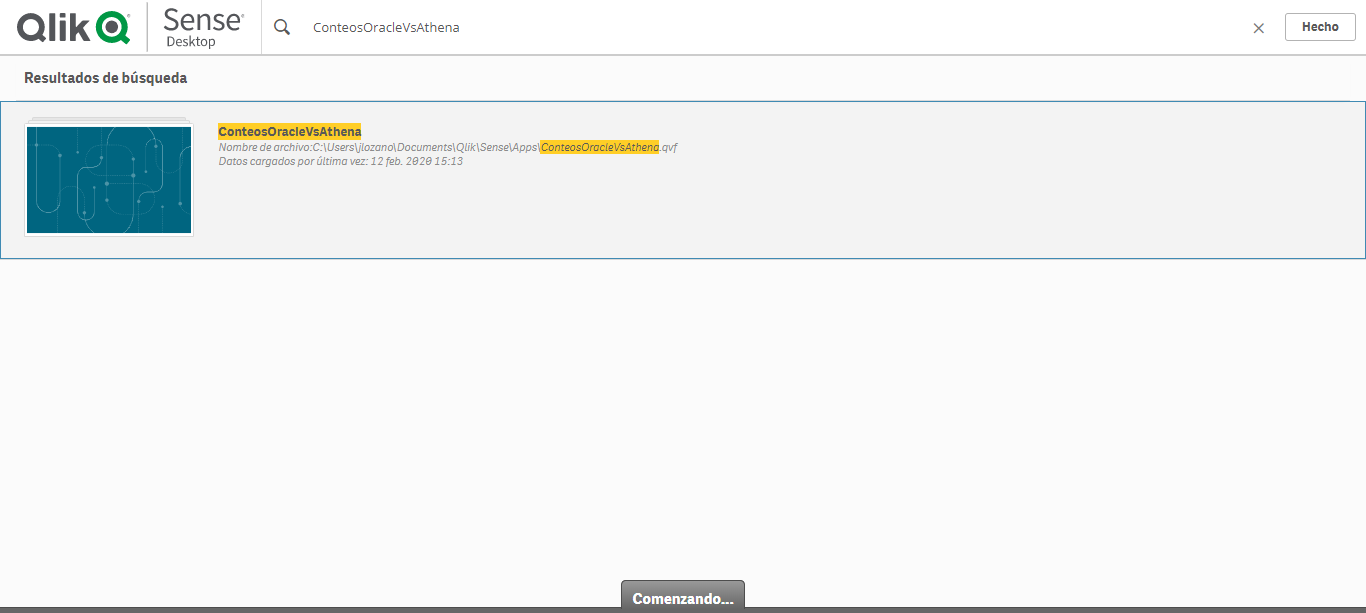 Qlik Sense®
Desktop
ConteosOracleVsAthena
Hecho
Resultados de búsqueda
ConteosOracleVsAthena
Nombre de archivo:C:\Users\jlozano\Documents\Qlik\Sense\Apps\ConteosOracleVsAthena.qvf
Datos cargados por última vez: 12 feb. 2020 15:13
Comenzando...